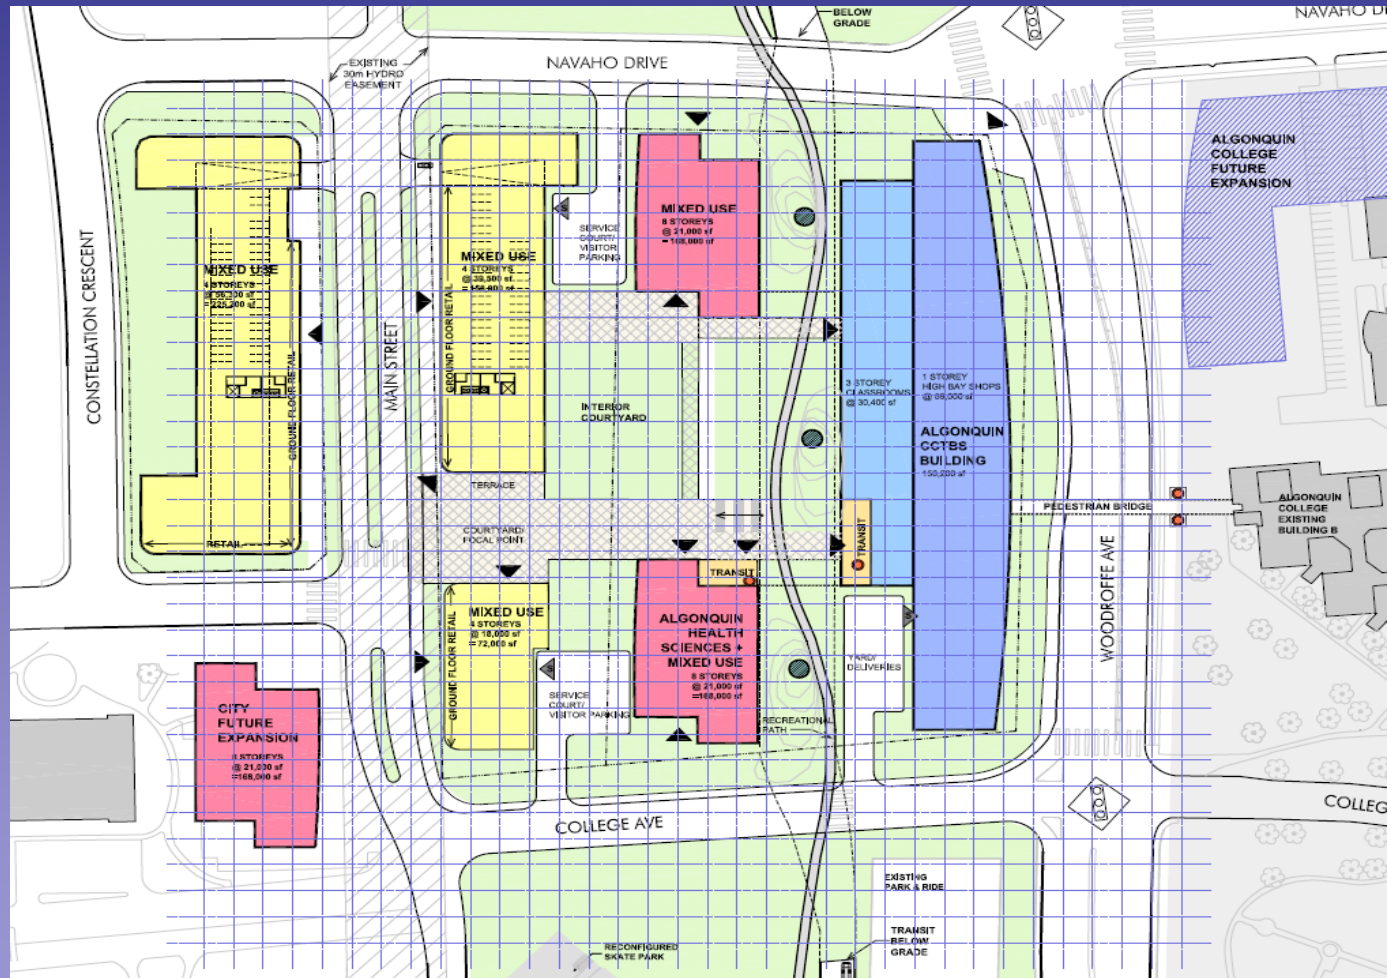 BELOW
GRADE
NAVAHO DRIVE
EXISTING
30m HYDRO
EASEMENT
ALGONQUIN
COLLEGE
FUTURE
EXPANSION
CONSTELLATION CRESCENT
MIXED USE
4 STOREYS
GROUND FLOOR RETAIL
RETAIL
MAIN STREET
MIXED USE
4 STOREYS
@ 39,500 sf
GROUND FLOOR RETAIL
S
SERVICE
COURT/
VISITOR
PARKING
MIXED USE
8 STOREYS
@ 21,000 sf
= 168,000 sf
INTERIOR
COURTYARD
3 STOREY
CLASSROOMS
@ 30,400 sf
1 STOREY
HIGH BAY SHOPS
ALGONQUIN
CCTBS
BUILDING
TERRACE
COURTYARD/
FOCAL POINT
TRANSIT
TRANSIT
PEDESTRIAN BRIDGE
ALGONQUIN
COLLEGE
EXISTING
BUILDING B
WOODROFFE AVE
MIXED USE
4 STOREYS
@ 18,000 sf
= 72,000 sf
GROUND FLOOR RETAIL
S
SERVICE
COURT/
VISITOR PARKING
ALGONQUIN
HEALTH
SCIENCES +
MIXED USE
8 STOREYS
@ 21,000 sf
=168,000 sf
S
YARD/
DELIVERIES
RECREATIONAL
PATH
CITY
FUTURE
EXPANSION
8 STOREYS
@ 21,000 sf
=168,000 sf
COLLEGE AVE
EXISTING
PARK & RIDE
TRANSIT
BELOW
GRADE
RECONFIGURED
SKATE PARK